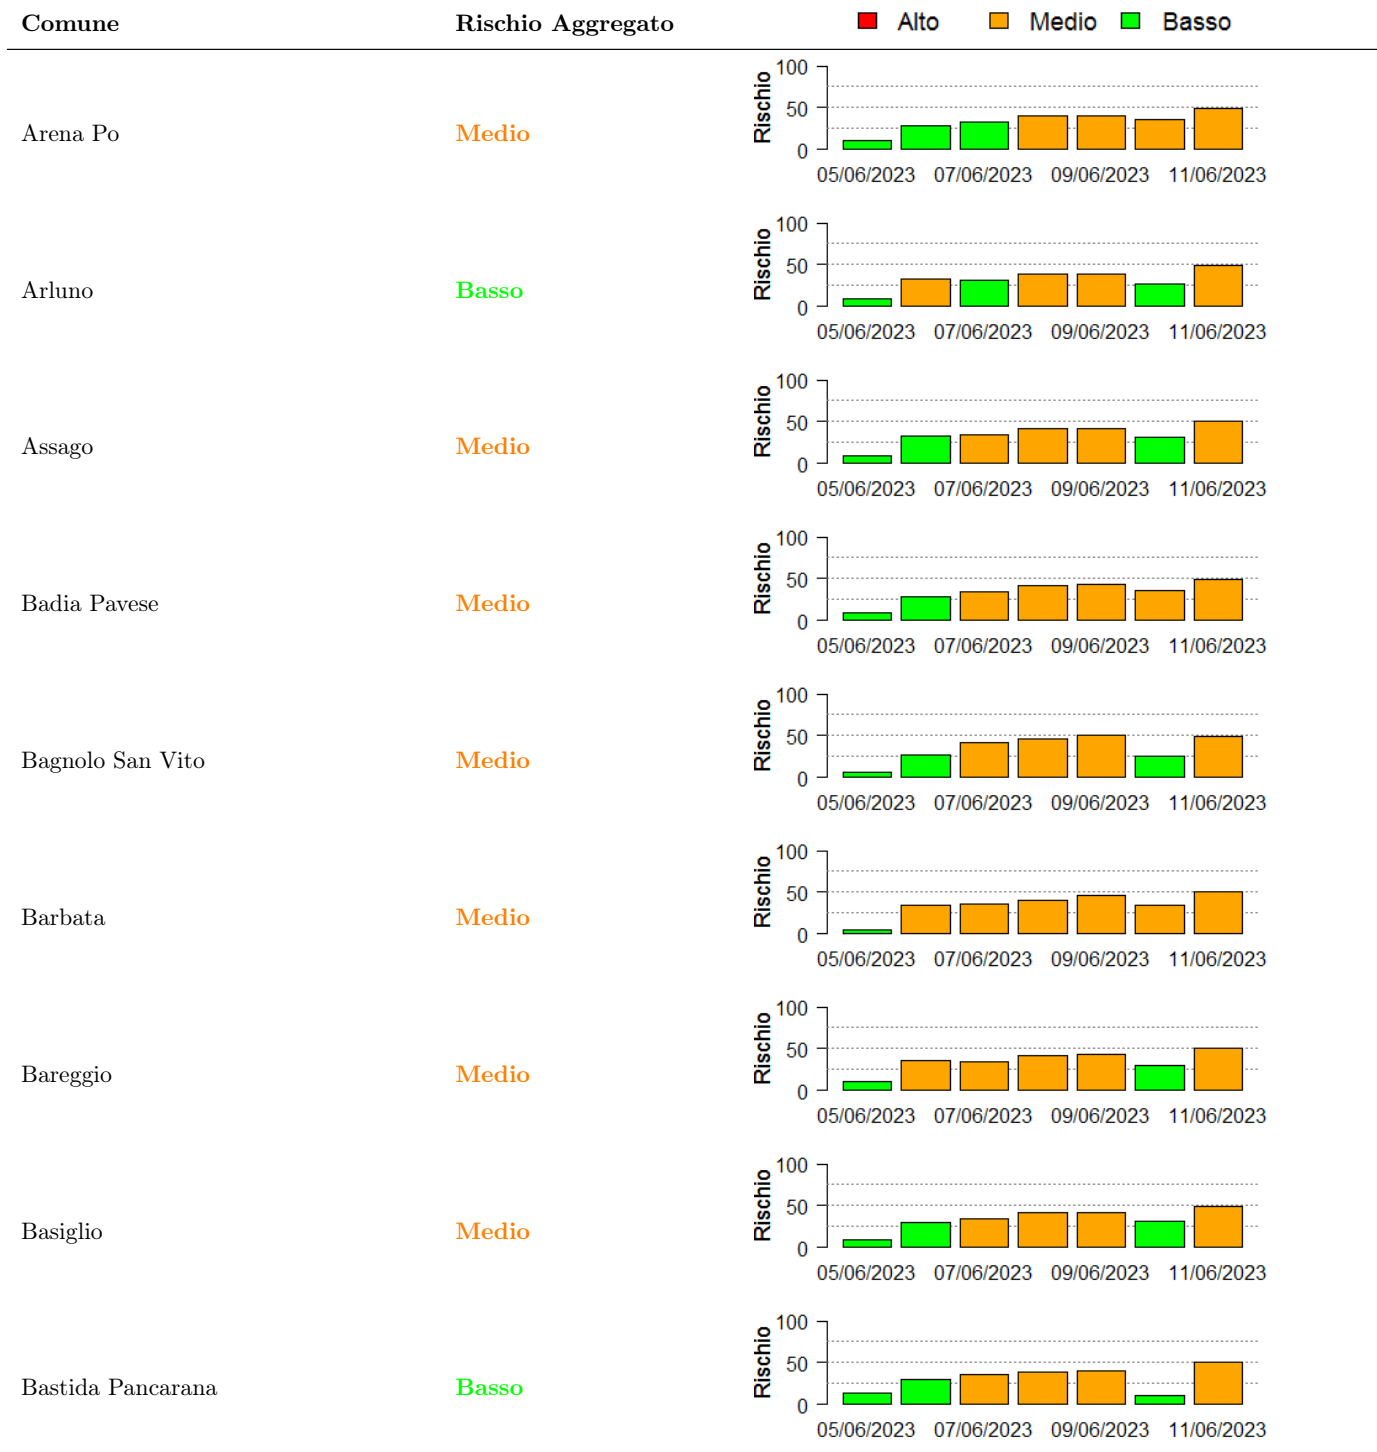 Comune Rischio Aggregato Alto Medio Basso
100
50
0
Rischio
Arena Po Medio
05/06/2023 07/06/2023 09/06/2023 11/06/2023
100
50
0
Rischio
Arluno Basso
05/06/2023 07/06/2023 09/06/2023 11/06/2023
100
50
0
Rischio
Assago Medio
05/06/2023 07/06/2023 09/06/2023 11/06/2023
100
50
0
Rischio
Badia Pavese Medio
05/06/2023 07/06/2023 09/06/2023 11/06/2023
100
50
0
Rischio
Bagnolo San Vito Medio
05/06/2023 07/06/2023 09/06/2023 11/06/2023
100
50
0
Rischio
Barbata Medio
05/06/2023 07/06/2023 09/06/2023 11/06/2023
100
50
0
Rischio
Bareggio Medio
05/06/2023 07/06/2023 09/06/2023 11/06/2023
100
50
0
Rischio
Basiglio Medio
05/06/2023 07/06/2023 09/06/2023 11/06/2023
100
50
0
Rischio
Bastida Pancarana Basso
05/06/2023 07/06/2023 09/06/2023 11/06/2023